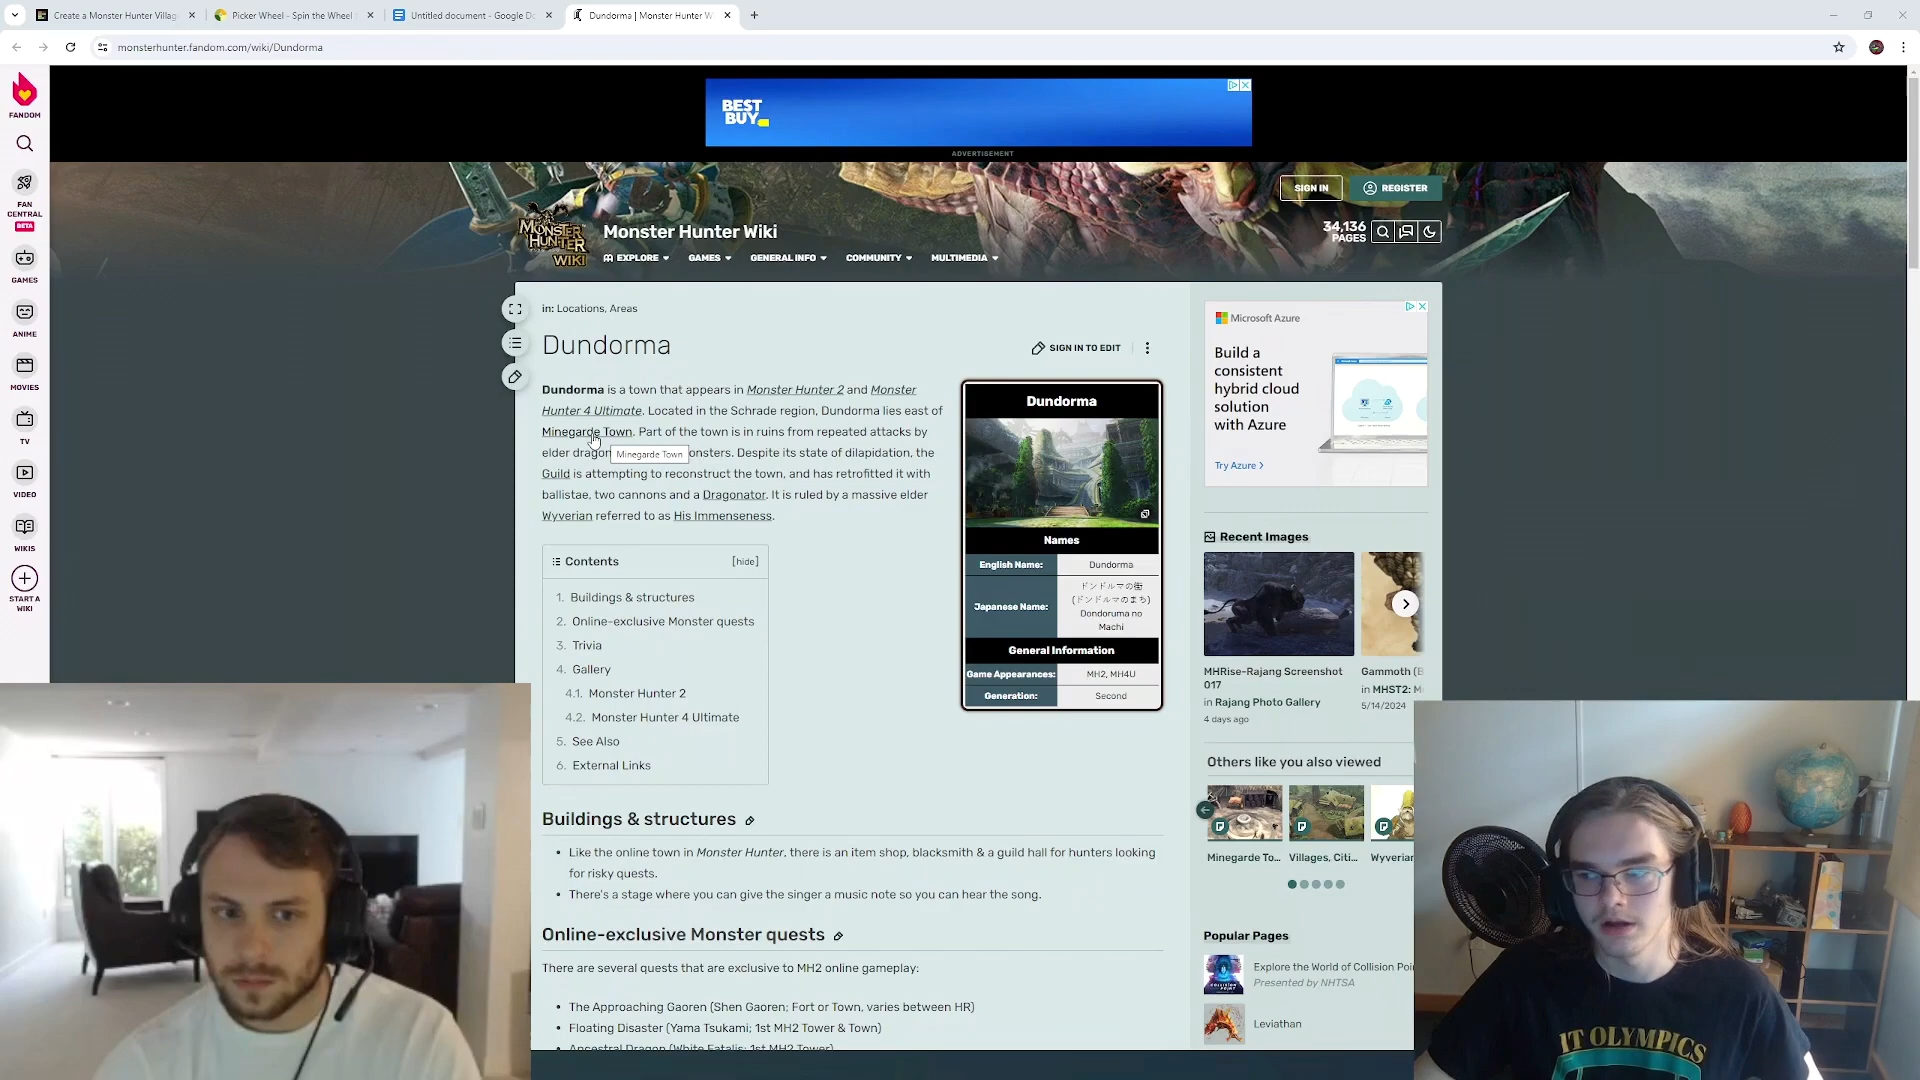 Create a Monster Hunter Villag
Picker Wheel - Spin the Wheel
Untitled document - Google Do
Dundorma | Monster Hunter W
monsterhunter.fandom.com/wiki/Dundorma
FANDOM
FAN
CENTRAL
BETA
GAMES
ANIME
MOVIES
TV
VIDEO
WIKIS
START A
WIKI
BEST
BUY
ADVERTISEMENT
SIGN IN
REGISTER
MONSTER
HUNTER
WIKI
Monster Hunter Wiki
34,136
PAGES
EXPLORE
GAMES
GENERAL INFO
COMMUNITY
MULTIMEDIA
in: Locations, Areas
Dundorma
SIGN IN TO EDIT
Dundorma is a town that appears in Monster Hunter 2 and Monster
Hunter 4 Ultimate. Located in the Schrade region, Dundorma lies east of
Minegarde Town. Part of the town is in ruins from repeated attacks by
elder dragon onsters. Despite its state of dilapidation, the
Minegarde Town
Guild is attempting to reconstruct the town, and has retrofitted it with
ballistae, two cannons and a Dragonator. It is ruled by a massive elder
Wyverian referred to as His Immenseness.
Dundorma
Names
English Name: Dundorma
Japanese Name:
ドンドルマの街
(ドンドルマのまち)
Dondoruma no
Machi
General Information
Game Appearances: MH2, MH4U
Generation: Second
Contents [hide]
1. Buildings & structures
2. Online-exclusive Monster quests
3. Trivia
4. Gallery
4.1. Monster Hunter 2
4.2. Monster Hunter 4 Ultimate
5. See Also
6. External Links
Buildings & structures
• Like the online town in Monster Hunter, there is an item shop, blacksmith & a guild hall for hunters looking
for risky quests.
• There's a stage where you can give the singer a music note so you can hear the song.
Online-exclusive Monster quests
There are several quests that are exclusive to MH2 online gameplay:
• The Approaching Gaoren (Shen Gaoren; Fort or Town, varies between HR)
• Floating Disaster (Yama Tsukami; 1st MH2 Tower & Town)
• Ancestral Dragon (White Fatalis; 1st MH2 Tower)
Microsoft Azure
Build a
consistent
hybrid cloud
solution
with Azure
Try Azure >
Recent Images
MHRise-Rajang Screenshot
017
in Rajang Photo Gallery
4 days ago
Gammoth (B
in MHST2: M
5/14/2024
Others like you also viewed
Minegarde To...
Villages, Citi...
Wyverian
Popular Pages
Explore the World of Collision Poi
Presented by NHTSA
Leviathan
IT OLYMPICS